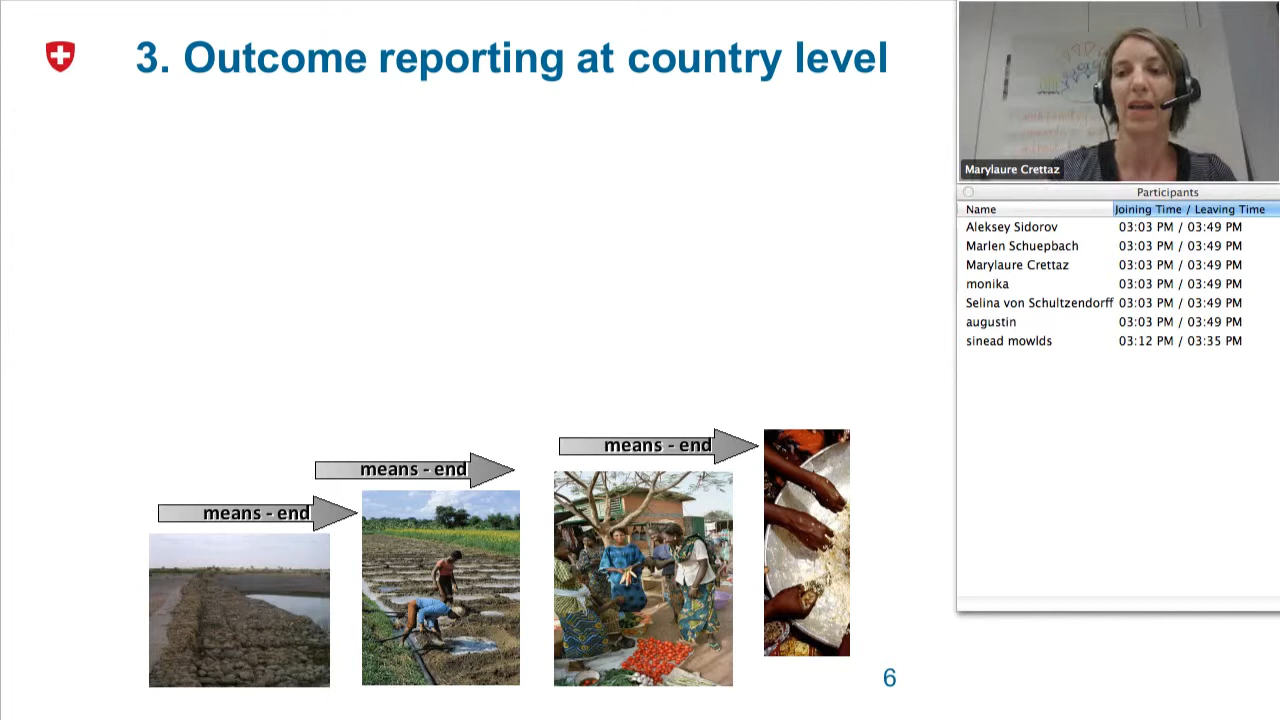 3. Outcome reporting at country level
means - end
means - end
means - end
6
Marylaure Crettaz
Participants
Name Joining Time / Leaving Time
Aleksey Sidorov 03:03 PM / 03:49 PM
Marlen Schuepbach 03:03 PM / 03:49 PM
Marylaure Crettaz 03:03 PM / 03:49 PM
monika 03:03 PM / 03:49 PM
Selina von Schultzendorff 03:03 PM / 03:49 PM
augustin 03:03 PM / 03:49 PM
sinead mowlds 03:12 PM / 03:35 PM